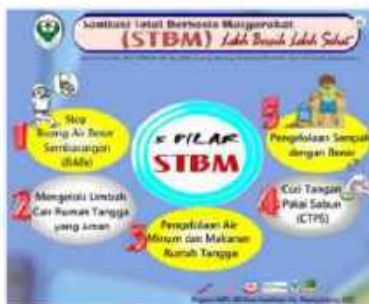 Sanitasi Total Berbasis Masyarakat
(STBM) Lebih Bersih Lebih Sehat
1
Stop
Buang Air Besar
Sembarangan
(BABs)
2
Mengelola Limbah
Cair Rumah Tangga
yang Aman
5 PILAR
STBM
3
Pengelolaan Air
Minum dan Makanan
Rumah Tangga
4
Cuci Tangan
Pakai Sabun
(CTPS)
5
Pengelolaan Sampah
dengan Benar